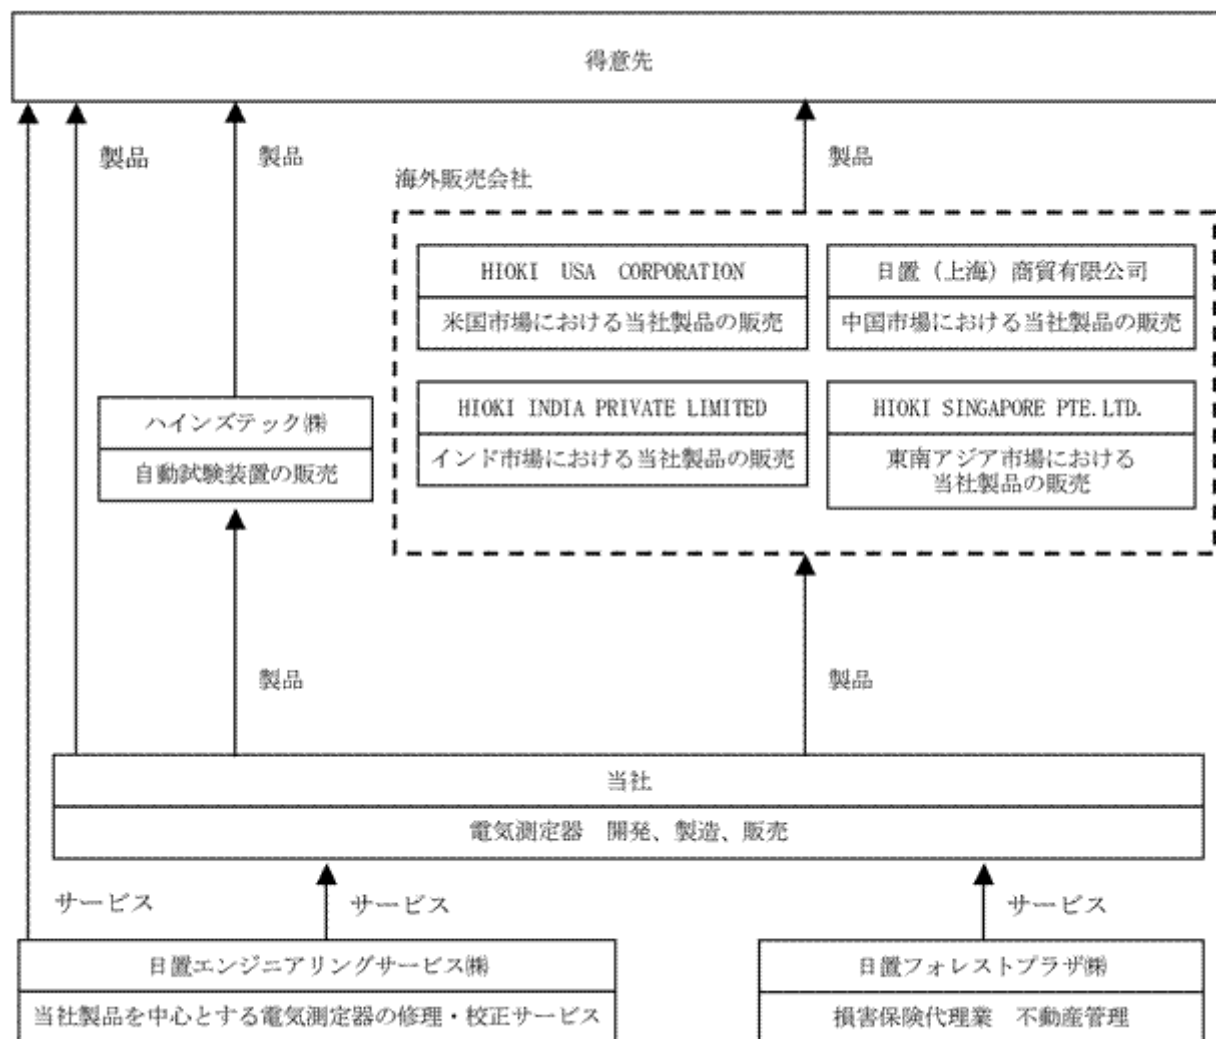 得意先
製品
製品
製品
海外販売会社
HIOKI USA CORPORATION
米国市場における当社製品の販売
日置（上海）商貿有限公司
中国市場における当社製品の販売
HIOKI INDIA PRIVATE LIMITED
インド市場における当社製品の販売
HIOKI SINGAPORE PTE.LTD.
東南アジア市場における
当社製品の販売
ハインズテック㈱
自動試験装置の販売
製品
製品
当社
電気測定器　開発、製造、販売
サービス
サービス
サービス
日置エンジニアリングサービス㈱
当社製品を中心とする電気測定器の修理・校正サービス
日置フォレストプラザ㈱
損害保険代理業　不動産管理